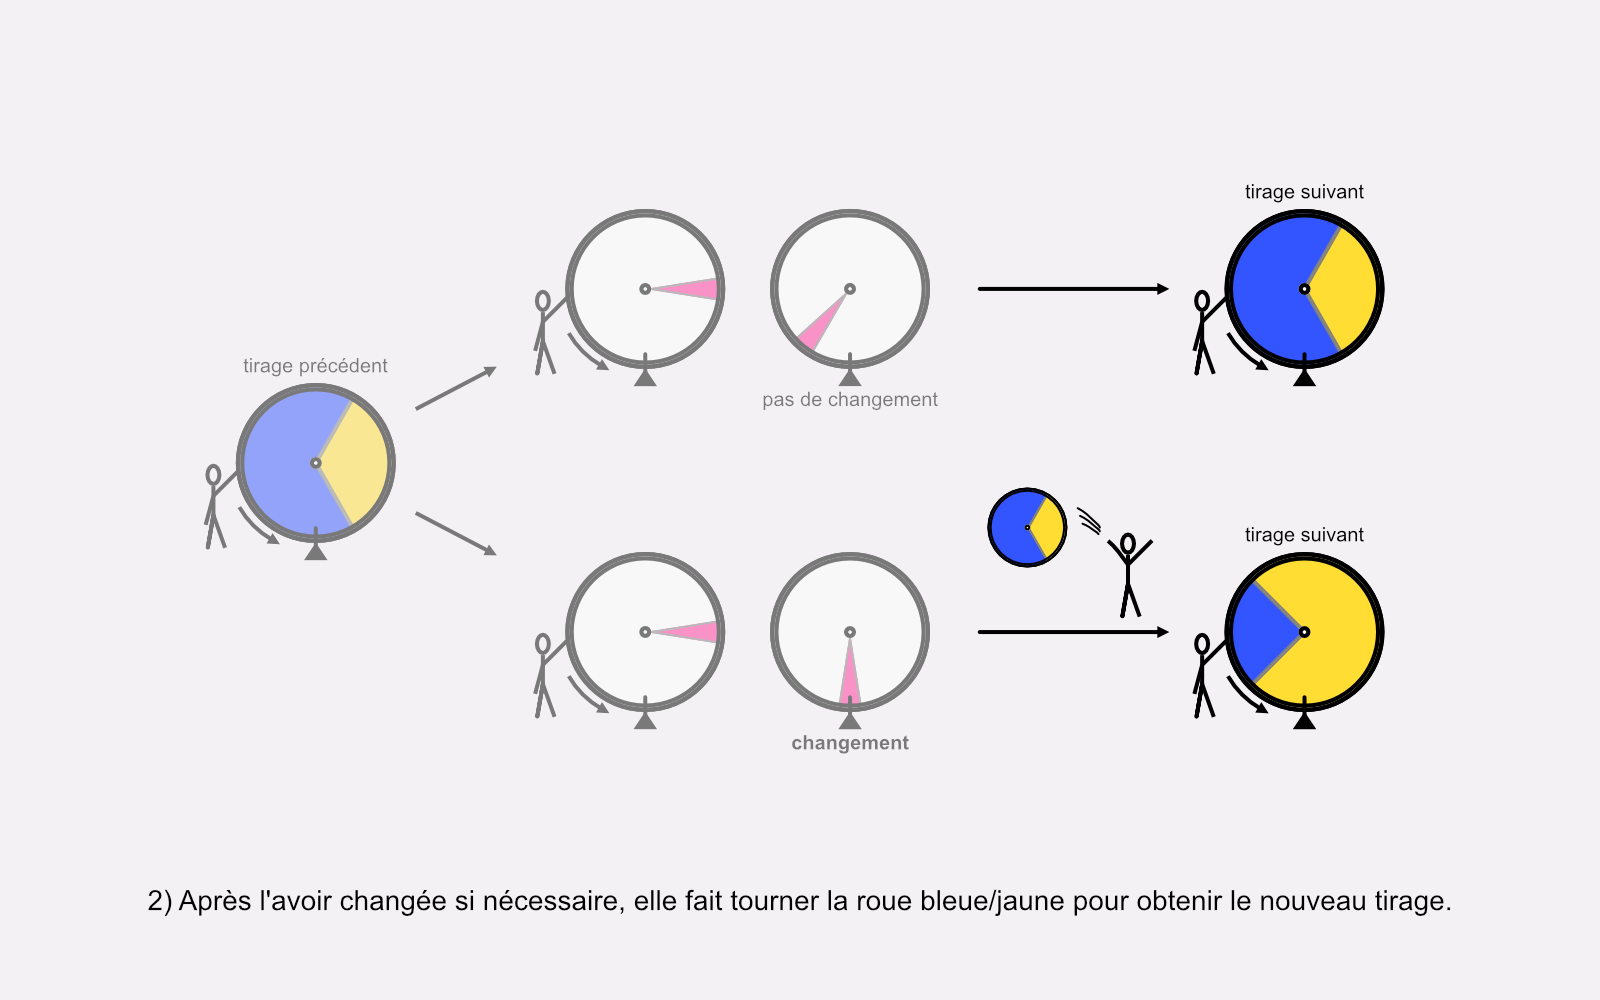 tirage suivant
tirage précédent
pas de changement
tirage suivant
changement
2) Après l'avoir changée si nécessaire, elle fait tourner la roue bleue/jaune pour obtenir le nouveau tirage.